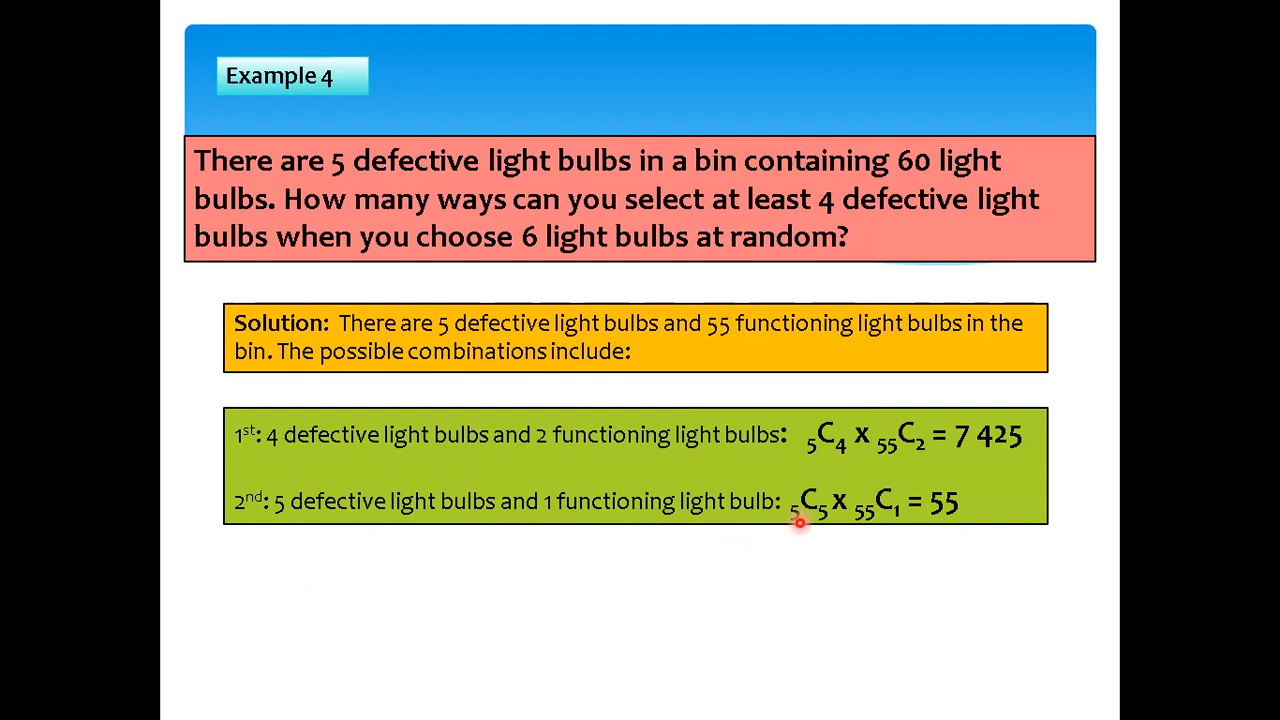 Example 4
There are 5 defective light bulbs in a bin containing 60 light
bulbs. How many ways can you select at least 4 defective light
bulbs when you choose 6 light bulbs at random?
Solution: There are 5 defective light bulbs and 55 functioning light bulbs in the
bin. The possible combinations include:
1st: 4 defective light bulbs and 2 functioning light bulbs: ₅C₄ x ₅₅C₂ = 7 425
2nd: 5 defective light bulbs and 1 functioning light bulb: ₅C₅ x ₅₅C₁ = 55